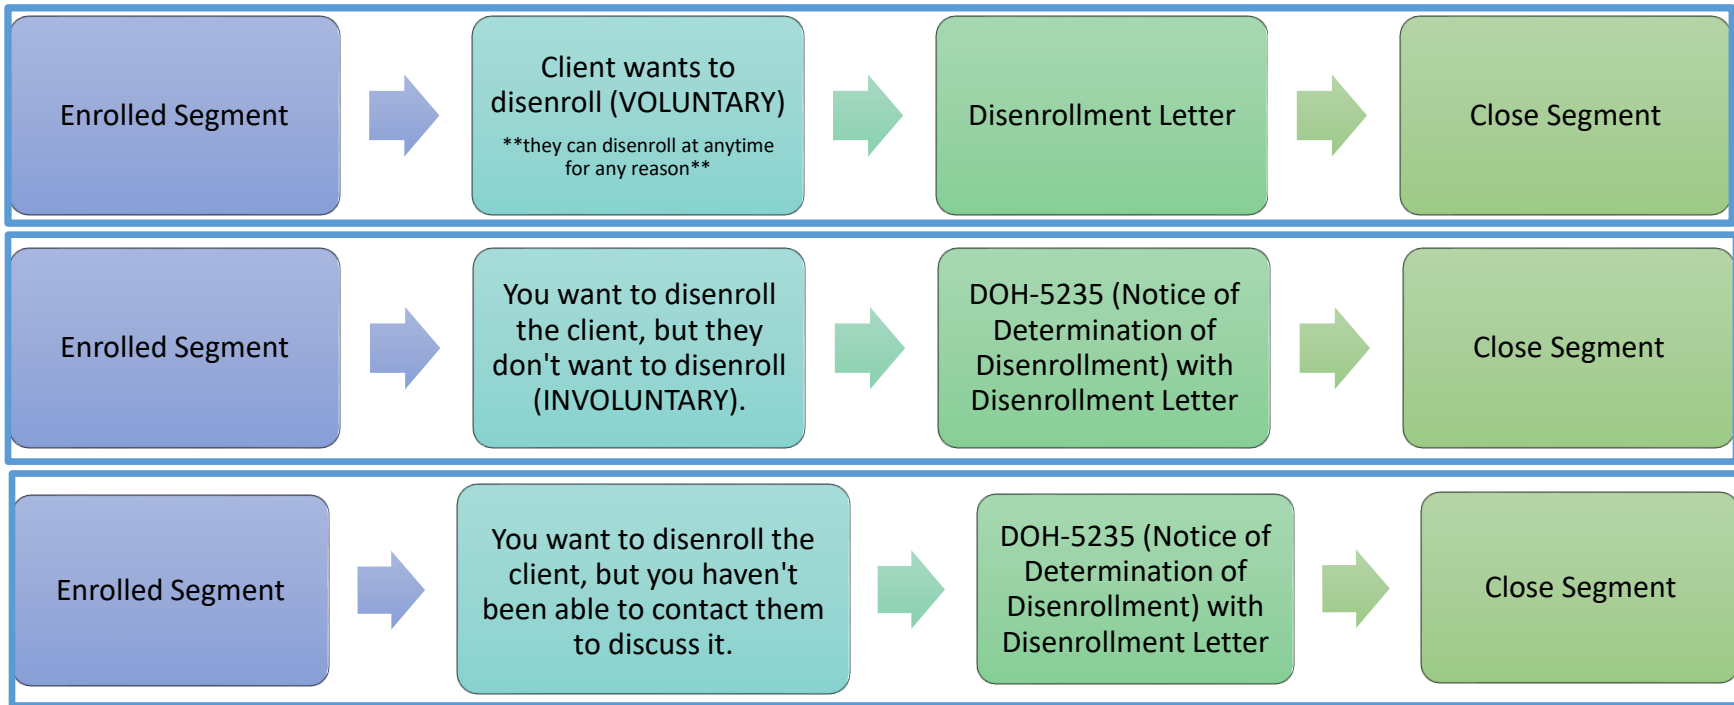 Enrolled Segment
Client wants to
disenroll (VOLUNTARY)
**they can disenroll at anytime
for any reason**
Disenrollment Letter
Close Segment
Enrolled Segment
You want to disenroll
the client, but they
don't want to disenroll
(INVOLUNTARY).
DOH-5235 (Notice of
Determination of
Disenrollment) with
Disenrollment Letter
Close Segment
Enrolled Segment
You want to disenroll the
client, but you haven't
been able to contact them
to discuss it.
DOH-5235 (Notice of
Determination of
Disenrollment) with
Disenrollment Letter
Close Segment